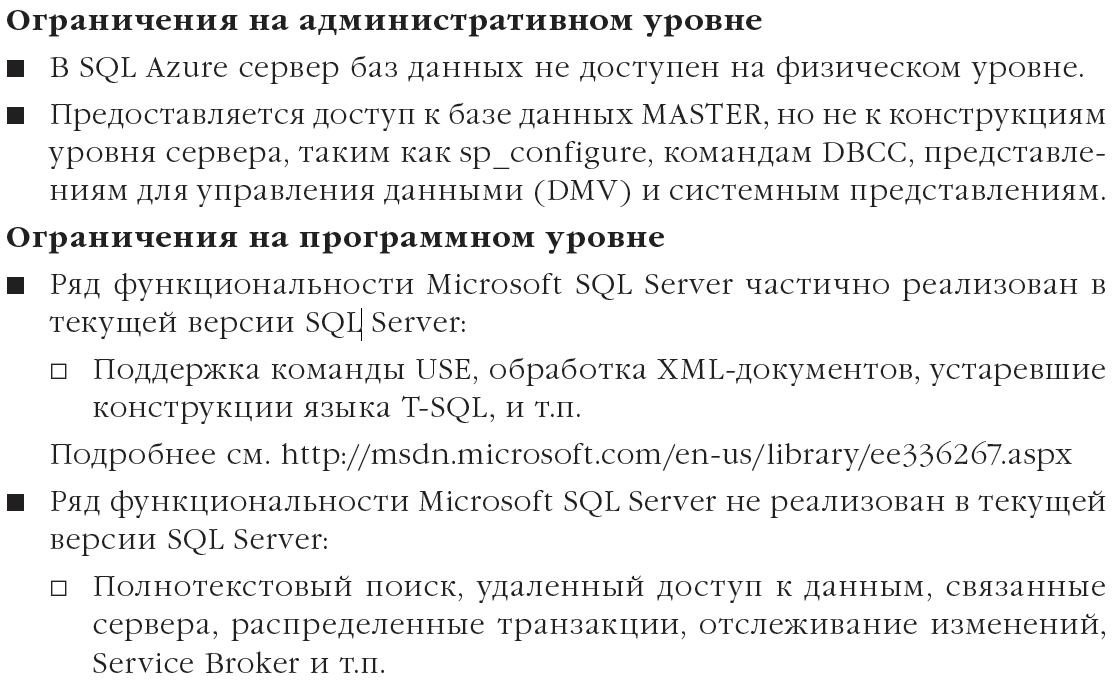 Ограничения на административном уровне
■ В SQL Azure сервер баз данных не доступен на физическом уровне.
■ Предоставляется доступ к базе данных MASTER, но не к конструкциям
уровня сервера, таким как sp_configure, командам DBCC, представле-
ниям для управления данными (DMV) и системным представлениям.
Ограничения на программном уровне
■ Ряд функциональности Microsoft SQL Server частично реализован в
текущей версии SQL Server:
□ Поддержка команды USE, обработка XML-документов, устаревшие
конструкции языка T-SQL, и т.п.
Подробнее см. http://msdn.microsoft.com/en-us/library/ee336267.aspx
■ Ряд функциональности Microsoft SQL Server не реализован в текущей
версии SQL Server:
□ Полнотекстовый поиск, удаленный доступ к данным, связанные
сервера, распределенные транзакции, отслеживание изменений,
Service Broker и т.п.